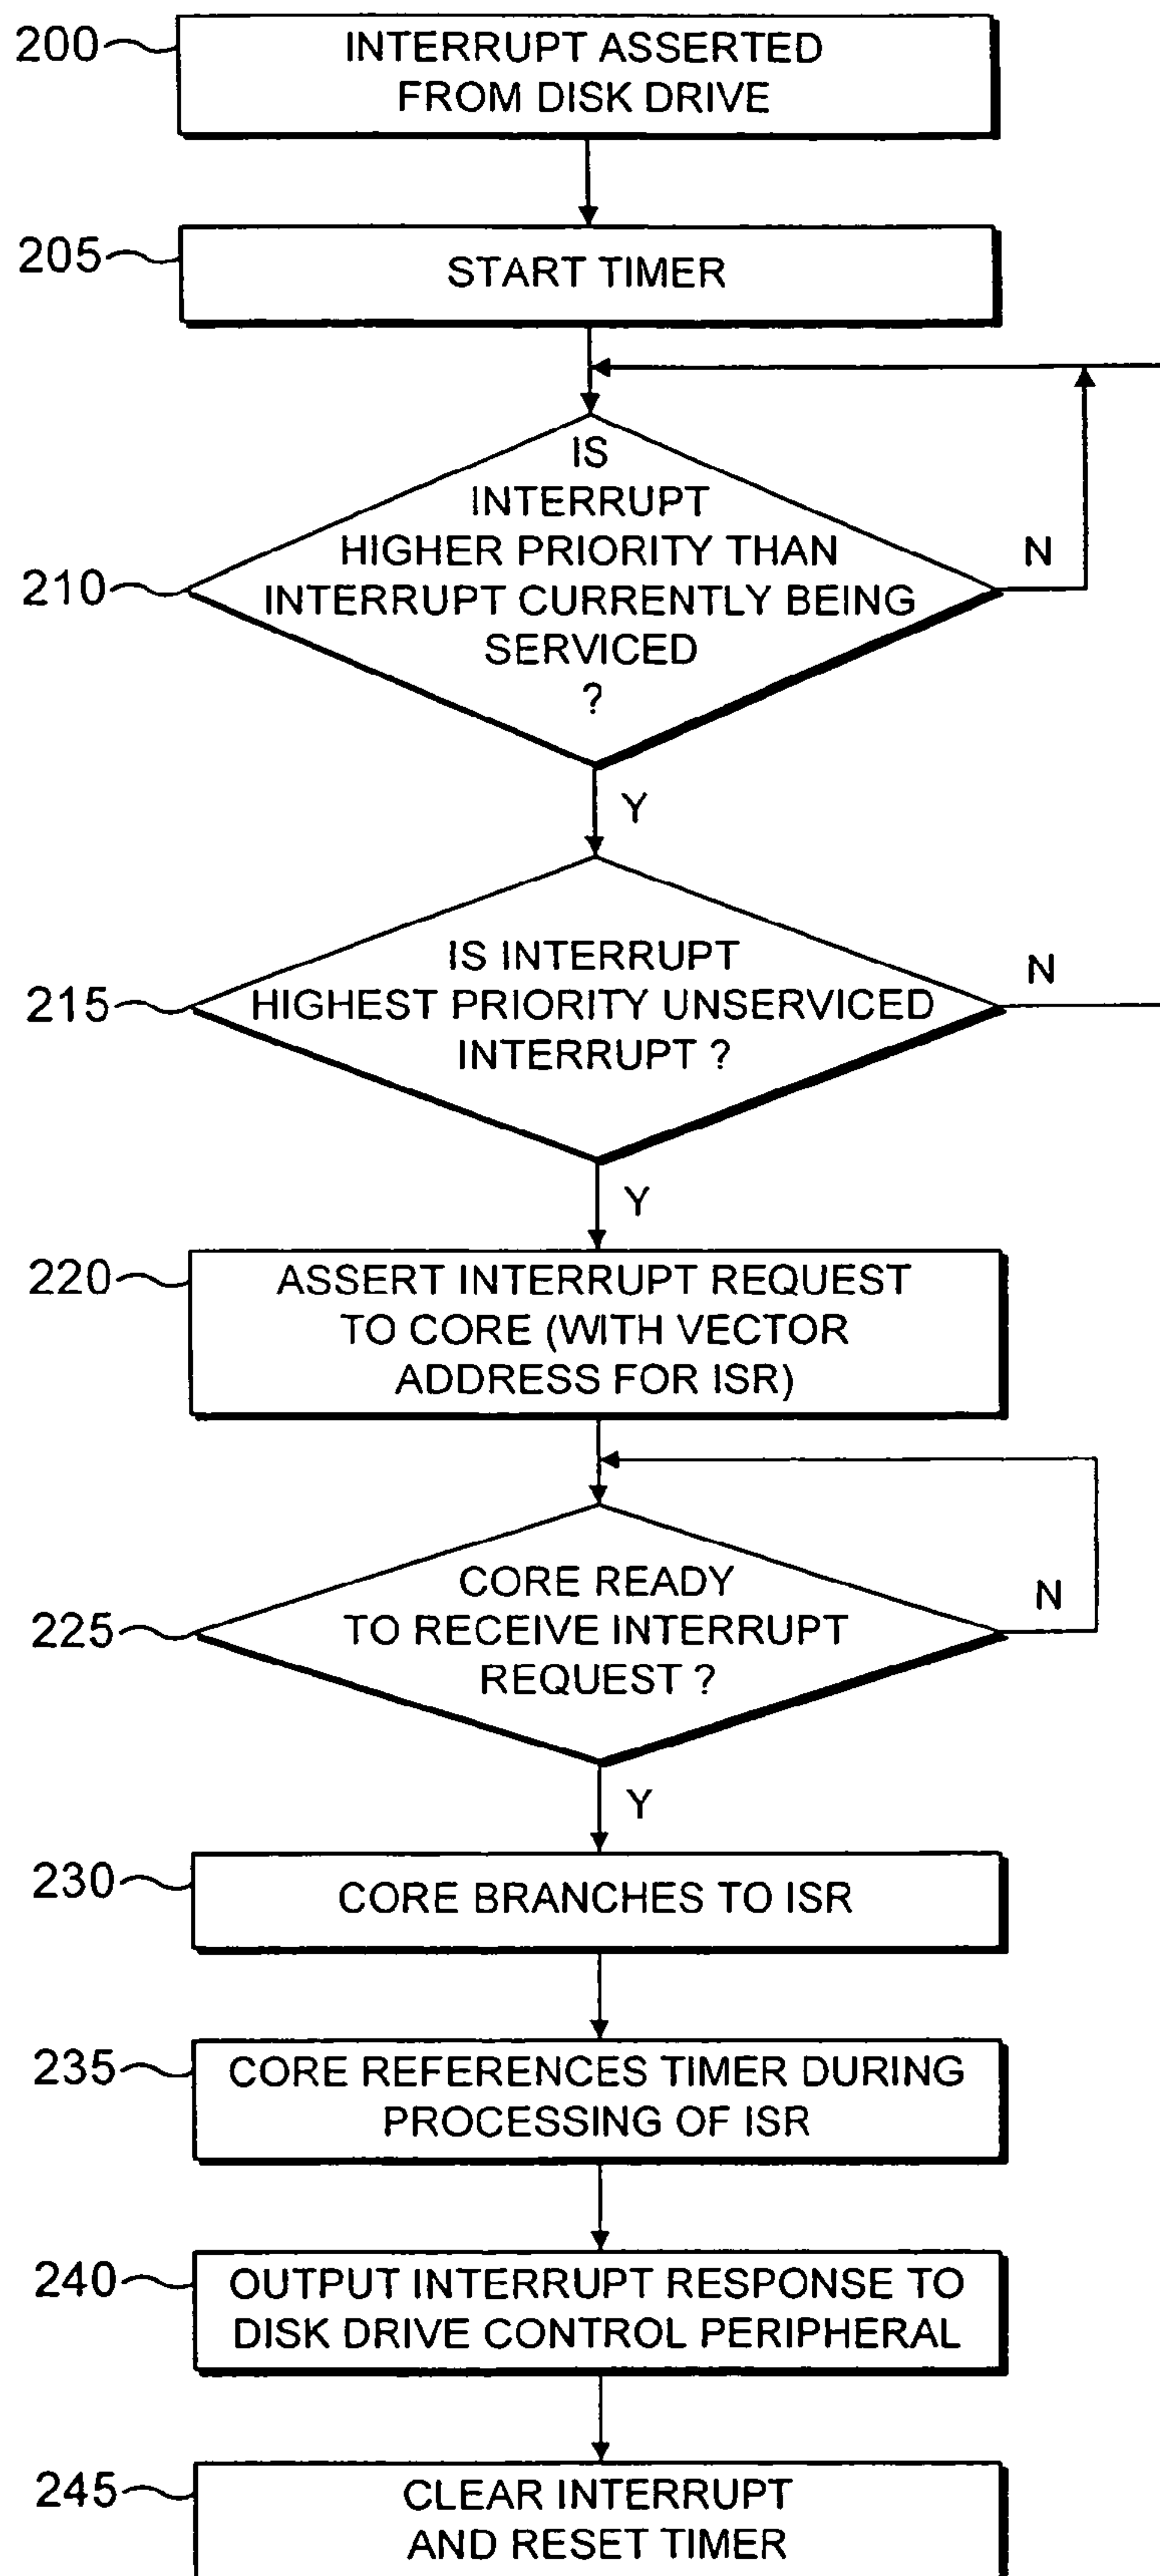 200
INTERRUPT ASSERTED
FROM DISK DRIVE
205
START TIMER
IS
INTERRUPT
HIGHER PRIORITY THAN
N
210
INTERRUPT CURRENTLY BEING
SERVICED
?
Y
IS INTERRUPT
N
215
HIGHEST PRIORITY UNSERVICED
INTERRUPT ?
Y
220
ASSERT INTERRUPT REQUEST
TO CORE (WITH VECTOR
ADDRESS FOR ISR)
CORE READY
N
225
TO RECEIVE INTERRUPT
REQUEST ?
Y
230
CORE BRANCHES TO ISR
235
CORE REFERENCES TIMER DURING
PROCESSING OF ISR
240
OUTPUT INTERRUPT RESPONSE TO
DISK DRIVE CONTROL PERIPHERAL
245
CLEAR INTERRUPT
AND RESET TIMER